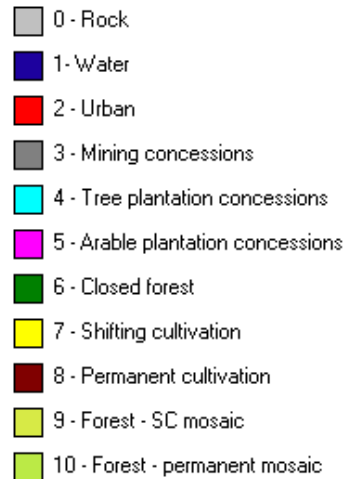 0 - Rock
1- Water
2 - Urban
3 - Mining concessions
4 - Tree plantation concessions
5 - Arable plantation concessions
6 - Closed forest
7 - Shifting cultivation
8 - Permanent cultivation
9 - Forest - SC mosaic
10 - Forest - permanent mosaic